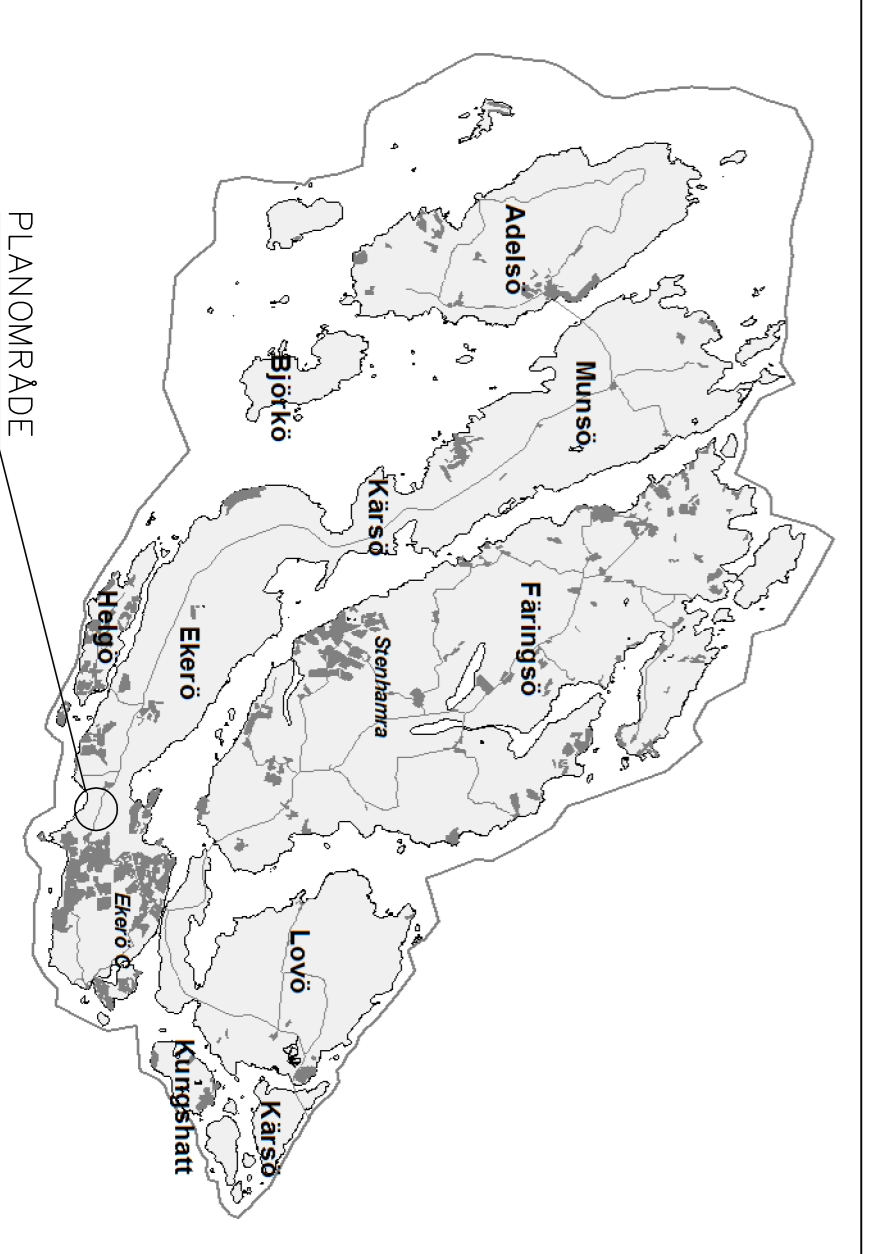 Adelsö
Munsö
Björkö
Kärsö
Färingsö
Stenhamra
Helgö
Ekerö
Ekerö C
Lovö
Kungshatt
Kärsö
PLANOMRÅDE